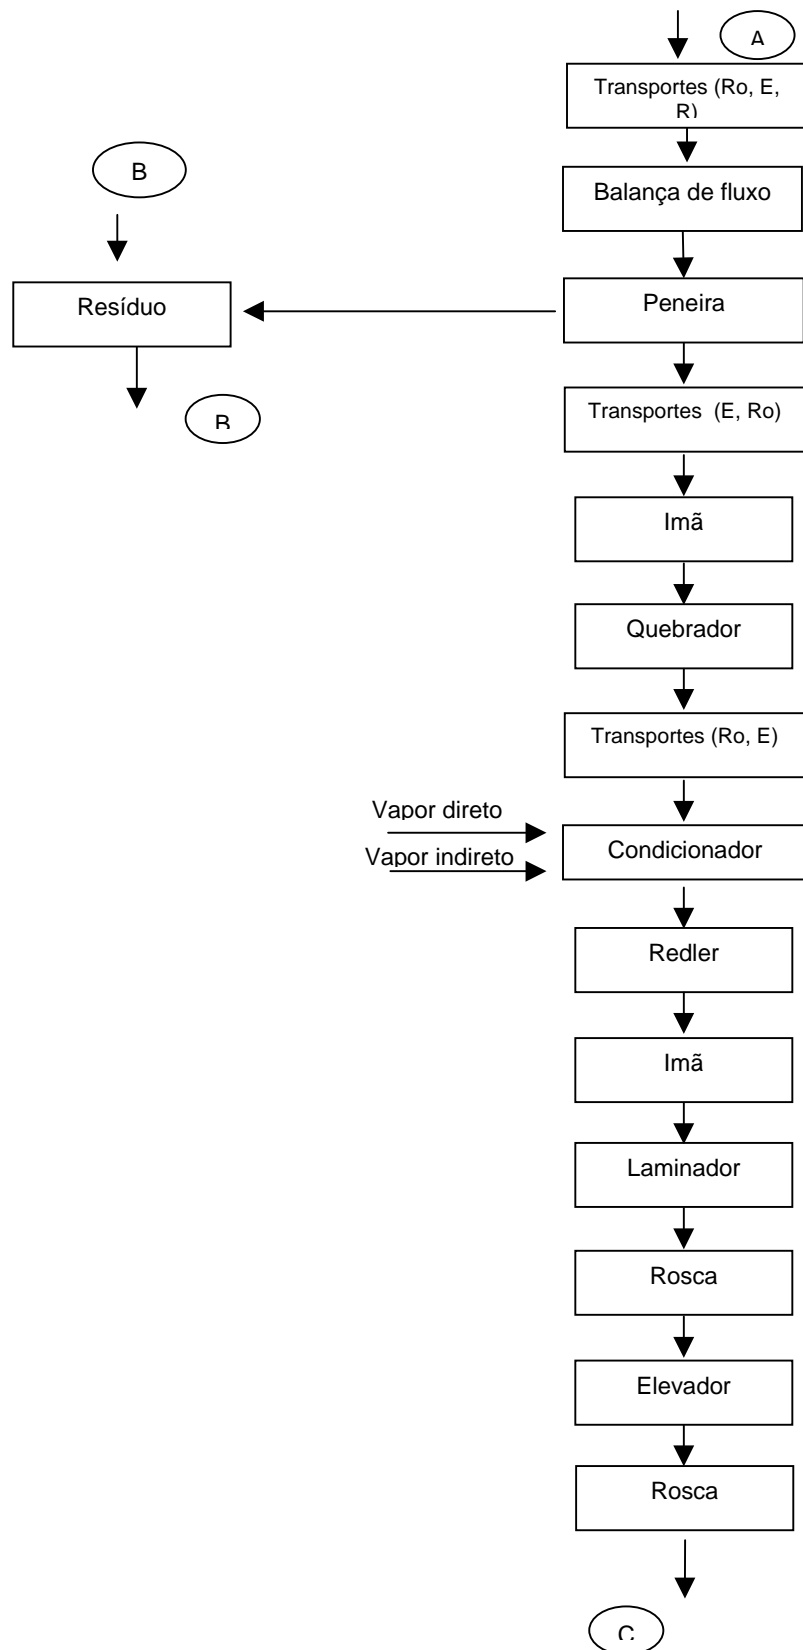 A
Transportes (Ro, E,
R)
B
Balança de fluxo
Resíduo
Peneira
Transportes (E, Ro)
B
Imã
Quebrador
Transportes (Ro, E)
Vapor direto
Vapor indireto
Condicionador
Redler
Imã
Laminador
Rosca
Elevador
Rosca
C